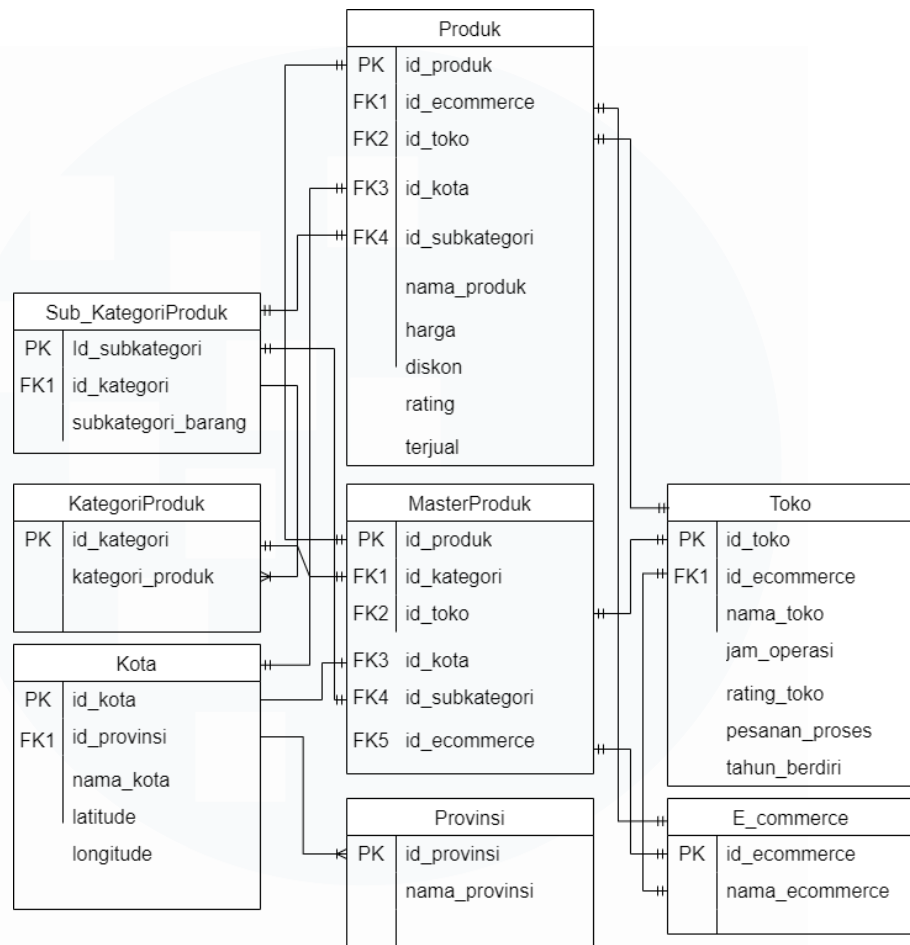 Produk
PK id_produk
FK1 id_ecommerce
FK2 id_toko
FK3 id_kota
FK4 id_subkategori
nama_produk
harga
diskon
rating
terjual
Sub_KategoriProduk
PK Id_subkategori
FK1 id_kategori
subkategori_barang
KategoriProduk
PK id_kategori
kategori_produk
Kota
PK id_kota
FK1 id_provinsi
nama_kota
latitude
longitude
MasterProduk
PK id_produk
FK1 id_kategori
FK2 id_toko
FK3 id_kota
FK4 id_subkategori
FK5 id_ecommerce
Provinsi
PK id_provinsi
nama_provinsi
Toko
PK id_toko
FK1 id_ecommerce
nama_toko
jam_operasi
rating_toko
pesanan_proses
tahun_berdiri
E_commerce
PK id_ecommerce
nama_ecommerce